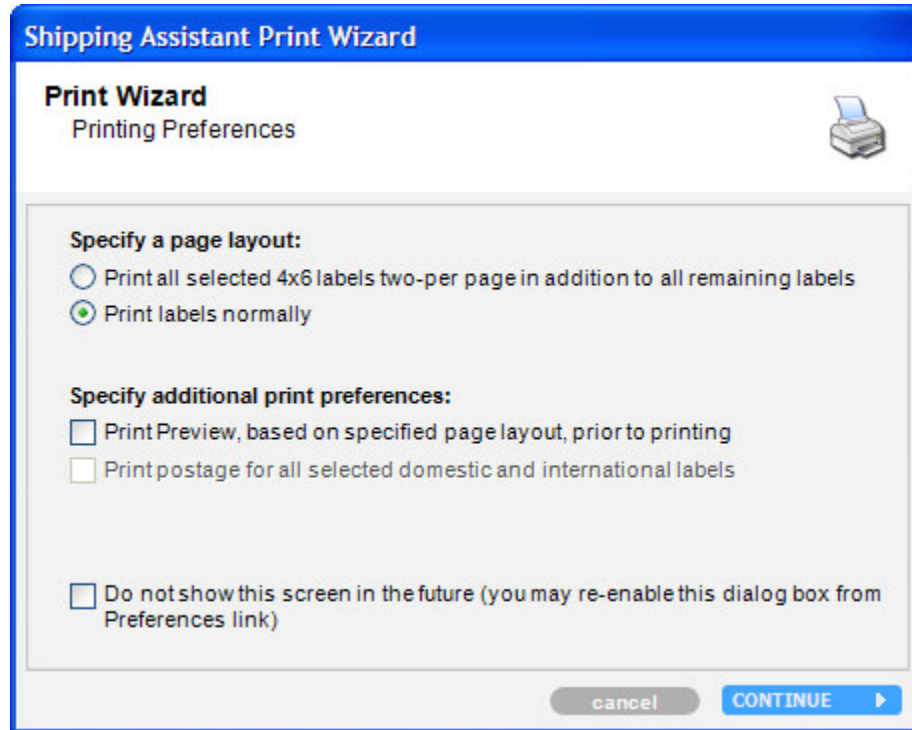 Shipping Assistant Print Wizard
Print Wizard
Printing Preferences
Specify a page layout:
Print all selected 4x6 labels two-per page in addition to all remaining labels
Print labels normally
Specify additional print preferences:
Print Preview, based on specified page layout, prior to printing
Print postage for all selected domestic and international labels
Do not show this screen in the future (you may re-enable this dialog box from
Preferences link)
cancel CONTINUE